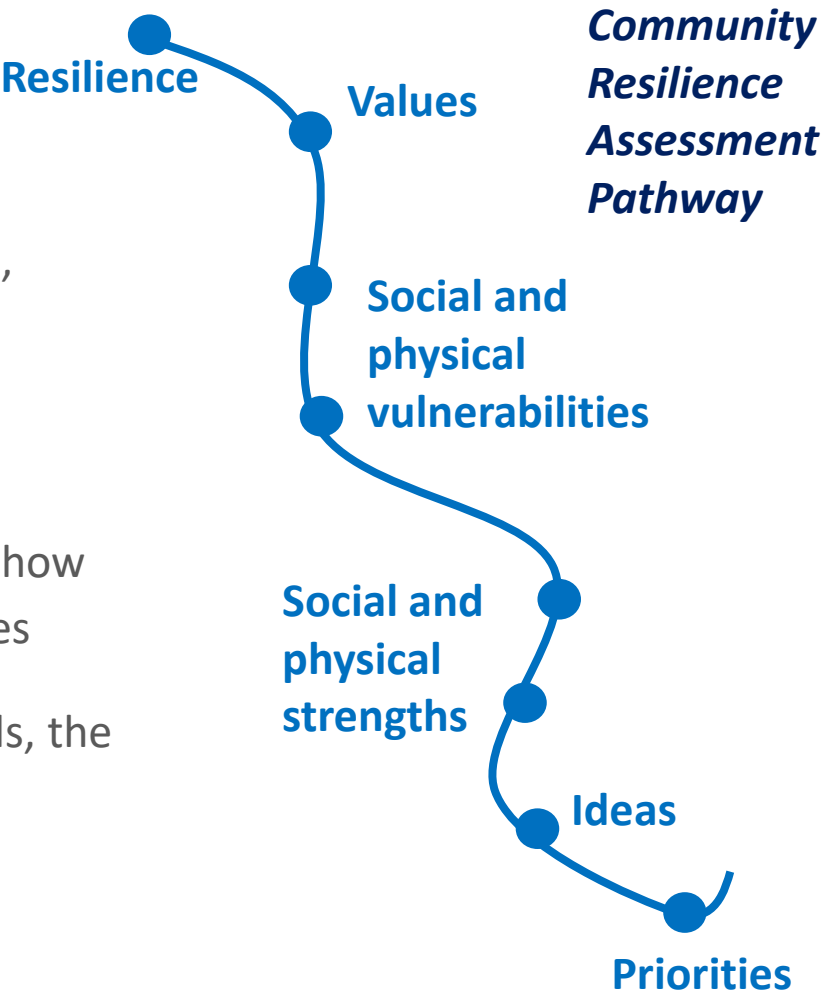 Community
Resilience
Assessment
Pathway
Resilience
Values
,
Social and
physical
vulnerabilities
how
es
Social and
physical
strengths
ls, the
Ideas
Priorities